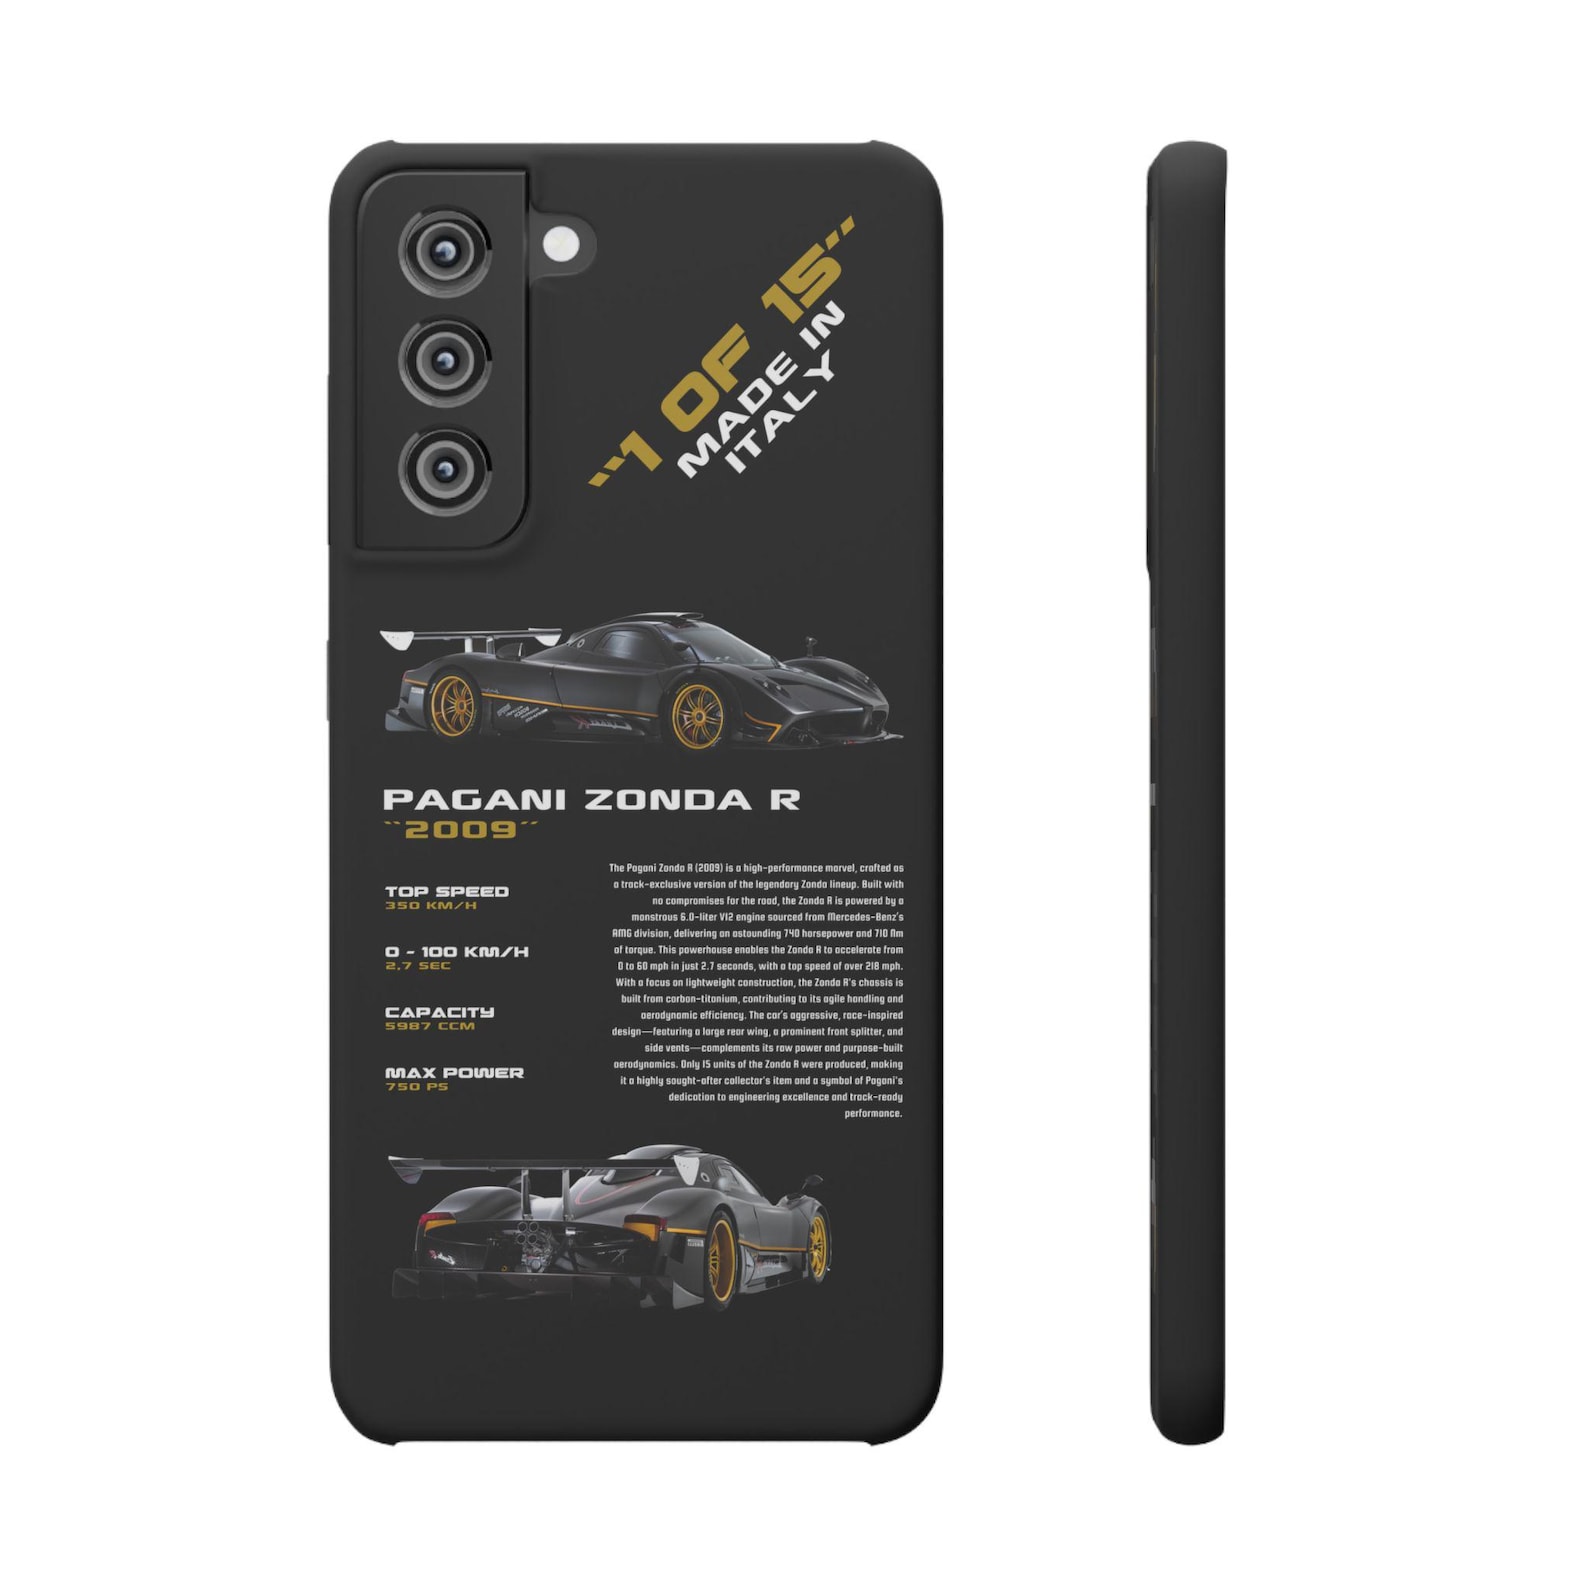 "1 OF 15"
MADE IN
ITALY
PAGANI ZONDA R
"2009"
TOP SPEED
350 KM/H
0 - 100 KM/H
2,7 SEC
CAPACITY
5987 CCM
MAX POWER
750 PS
The Pagani Zonda R (2009) is a high-performance marvel, crafted as
a track-exclusive version of the legendary Zonda lineup. Built with
no compromises for the road, the Zonda R is powered by a
monstrous 6.0-liter V12 engine sourced from Mercedes-Benz's
AMG division, delivering an astounding 740 horsepower and 710 Nm
of torque. This powerhouse enables the Zonda R to accelerate from
0 to 60 mph in just 2.7 seconds, with a top speed of over 218 mph.
With a focus on lightweight construction, the Zonda R's chassis is
built from carbon-titanium, contributing to its agile handling and
aerodynamic efficiency. The car's aggressive, race-inspired
design—featuring a large rear wing, a prominent front splitter, and
side vents—complements its raw power and purpose-built
aerodynamics. Only 15 units of the Zonda R were produced, making
it a highly sought-after collector's item and a symbol of Pagani's
dedication to engineering excellence and track-ready
performance.